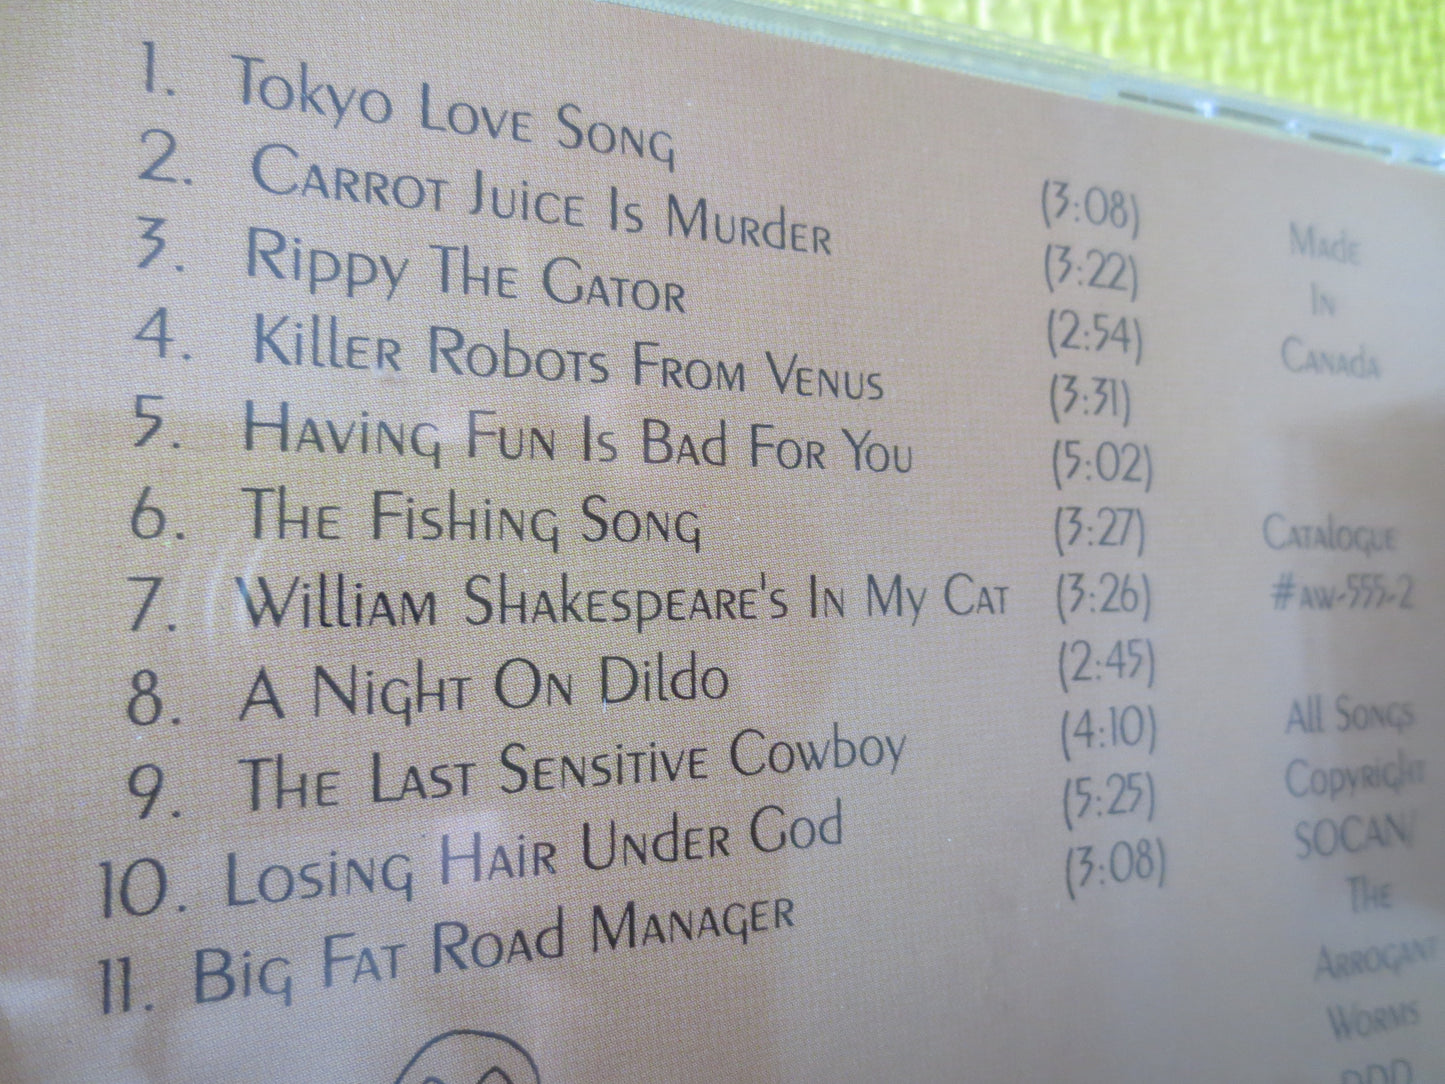 1. Tokyo Love Song (3:08)
2. Carrot Juice Is Murder (3:22)
3. Rippy The Gator (2:54)
4. Killer Robots From Venus (3:31)
5. Having Fun Is Bad For You (5:02)
6. The Fishing Song (3:27)
7. William Shakespeare's In My Cat (3:26)
8. A Night On Dildo (2:45)
9. The Last Sensitive Cowboy (4:10)
10. Losing Hair Under God (5:25)
11. Big Fat Road Manager (3:08)
Made
In
Canada
Catalogue
#AW-555-2
All Songs
Copyright
SOCAN/
The
Arrogant
Worms
DDD